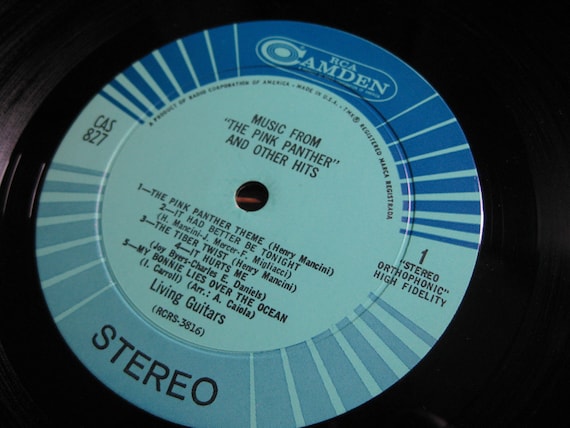 RCA
CAMDEN
A PRODUCT OF RADIO CORPORATION OF AMERICA - MADE IN U.S.A. - TMK(S) ® REGISTERED MARCA REGISTRADA
CAS
827
MUSIC FROM
"THE PINK PANTHER"
AND OTHER HITS
1—THE PINK PANTHER THEME (Henry Mancini)
2—IT HAD BETTER BE TONIGHT
(H. Mancini-J. Mercer-F. Migliacci)
3—THE TIBER TWIST (Henry Mancini)
4—IT HURTS ME
(Joy Byers-Charles E. Daniels)
5—MY BONNIE LIES OVER THE OCEAN
(I. Carroll) (Arr.: A. Caiola)
Living Guitars
(RCRS-3816)
1
"STEREO
ORTHOPHONIC"
HIGH FIDELITY
STEREO